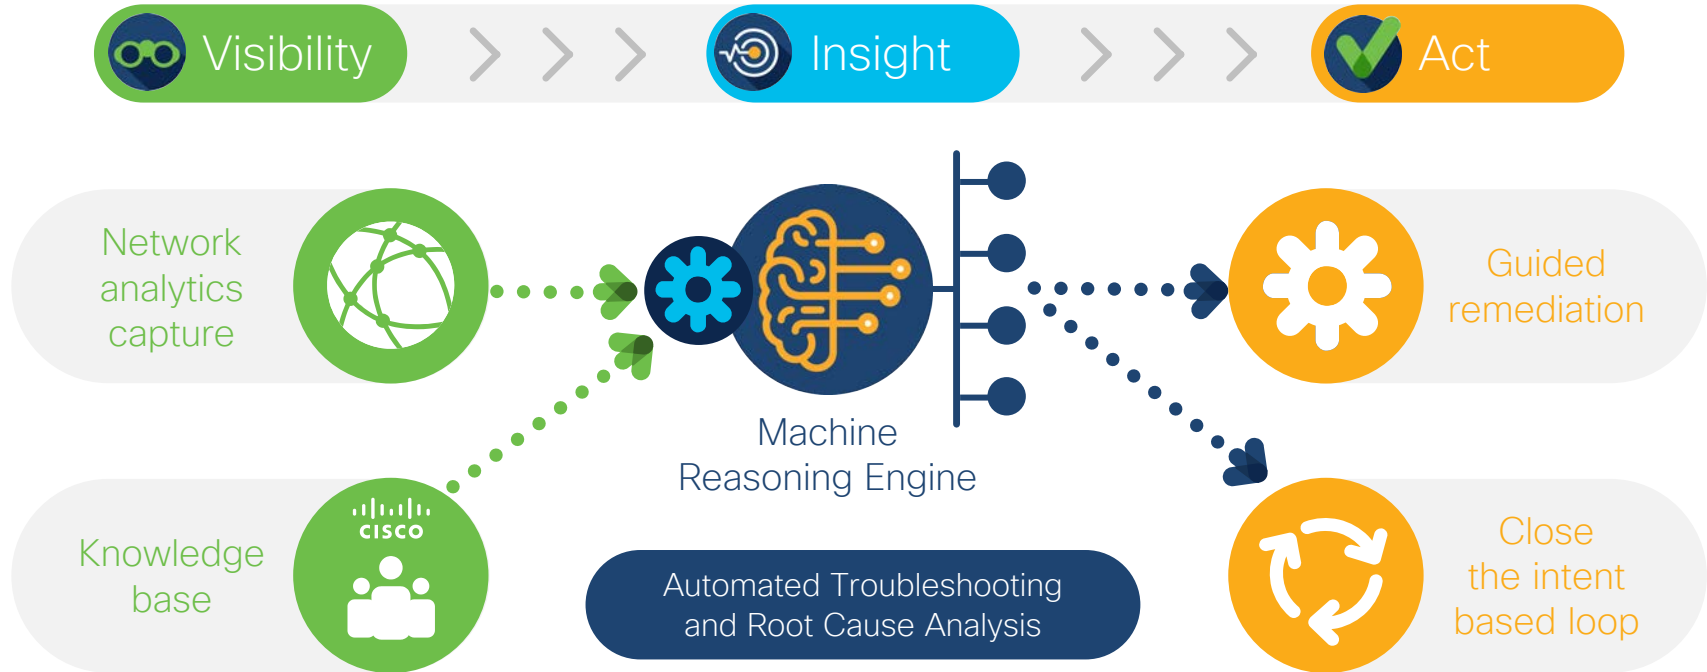 Visibility
Insight
Act
Network
analytics
capture
Guided
remediation
Machine
Reasoning Engine
CISCO
Knowledge
base
Automated Troubleshooting
and Root Cause Analysis
Close
the intent
based loop